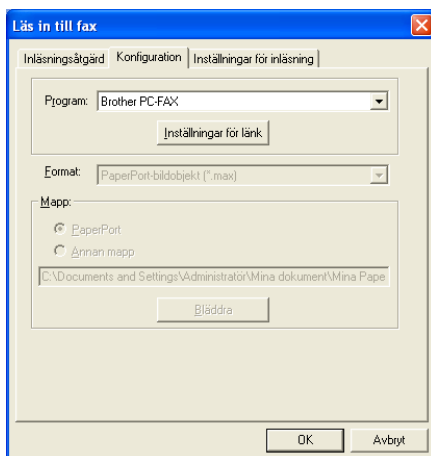 Läs in till fax
Inläsningsåtgärd Konfiguration Inställningar för inläsning
Program: Brother PC-FAX
Inställningar för länk
Format: PaperPort-bildobjekt (*.max)
Mapp:
PaperPort
Annan mapp
C:\Documents and Settings\Administratör\Mina dokument\Mina Pape
Bläddra
OK Avbryt